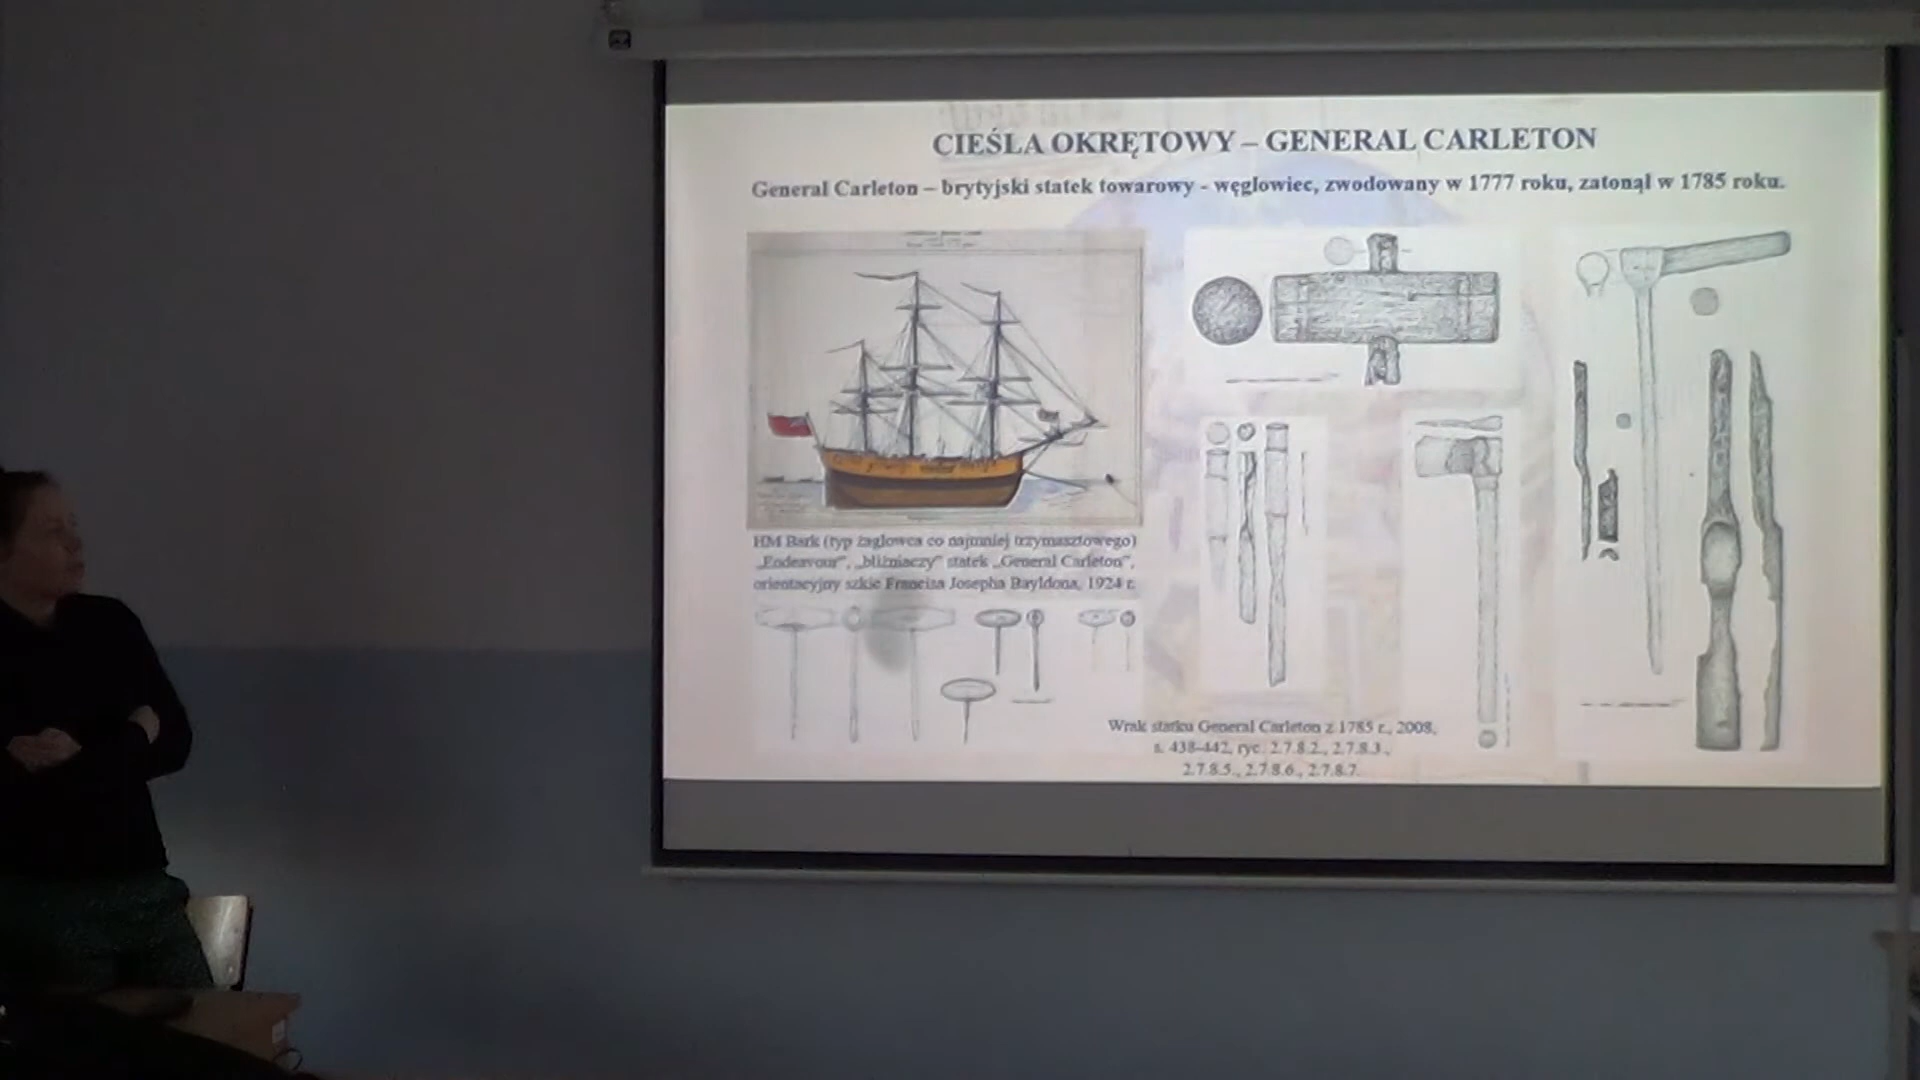 CIEŚLA OKRĘTOWY – GENERAL CARLETON
General Carleton – brytyjski statek towarowy - węglowiec, zwodowany w 1777 roku, zatonął w 1785 roku.
HM Bark (typ żaglowca co najmniej trzymasztowego)
„Endeavour”, „bliźniaczy” statek „General Carleton”,
orientacyjny szkic Francisa Josepha Bayldona, 1924 r.
Wrak statku General Carleton z 1785 r., 2008,
s. 438–442, ryc. 2.7.8.2., 2.7.8.3.,
2.7.8.5., 2.7.8.6., 2.7.8.7.